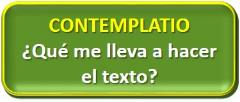 CONTEMPLATIO
¿Qué me lleva a hacer
el texto?